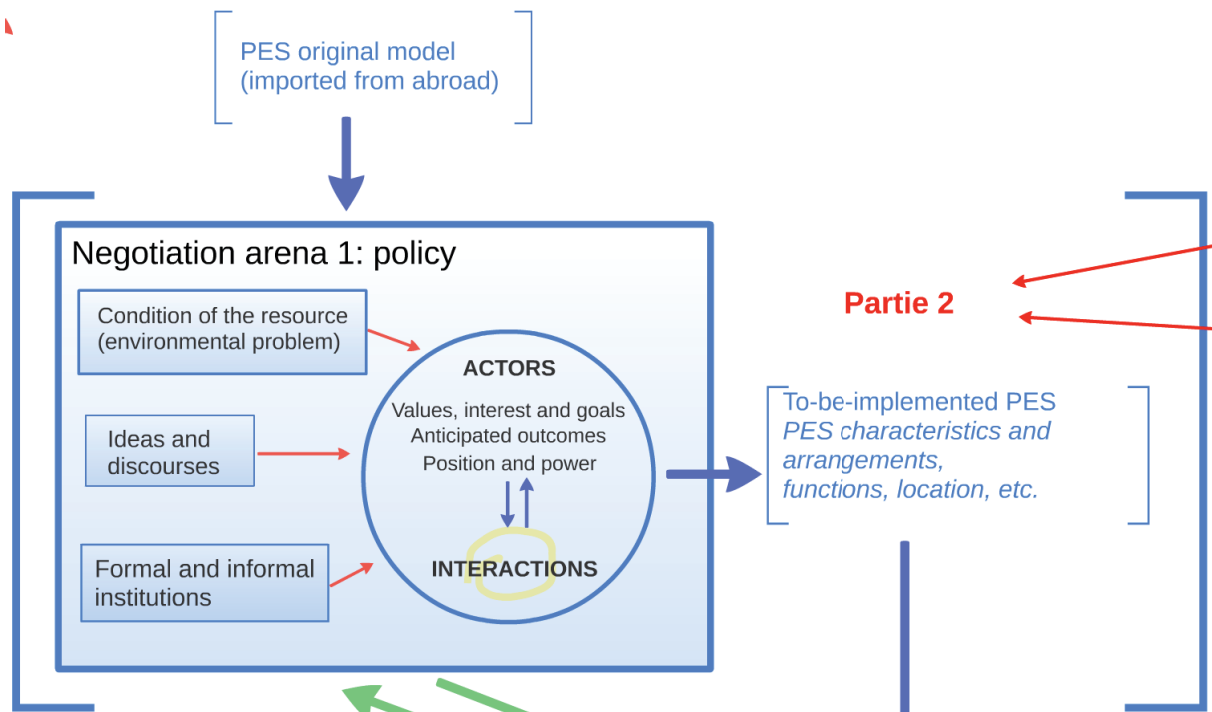 PES original model
(imported from abroad)
Negotiation arena 1: policy
Condition of the resource
(environmental problem)
Ideas and
discourses
Formal and informal
institutions
ACTORS
Values, interest and goals
Anticipated outcomes
Position and power
INTERACTIONS
Partie 2
To-be-implemented PES
PES characteristics and
arrangements,
functions, location, etc.